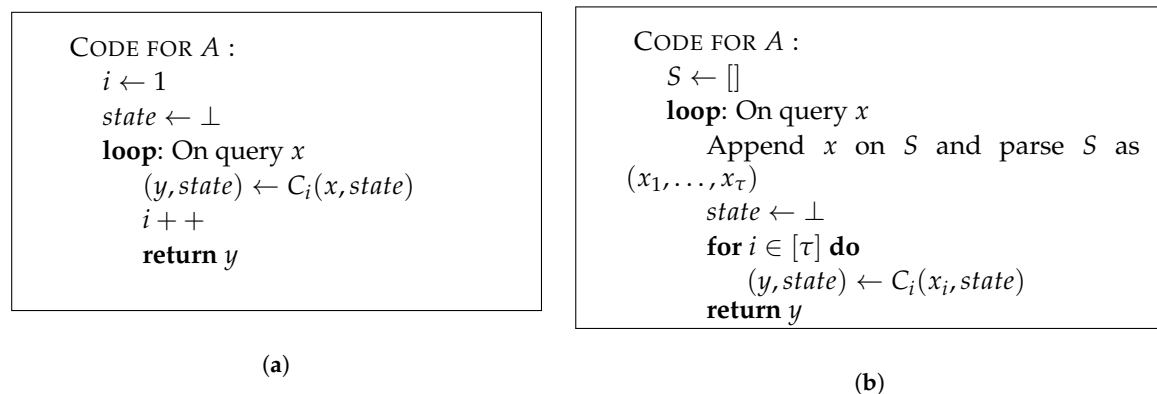 CODE FOR A :
i ← 1
state ← ⊥
loop: On query x
(y, state) ← C_i(x, state)
i + +
return y
(a)
CODE FOR A :
S ← []
loop: On query x
Append x on S and parse S as
(x_1, . . . , x_τ)
state ← ⊥
for i ∈ [τ] do
(y, state) ← C_i(x_i, state)
return y
(b)